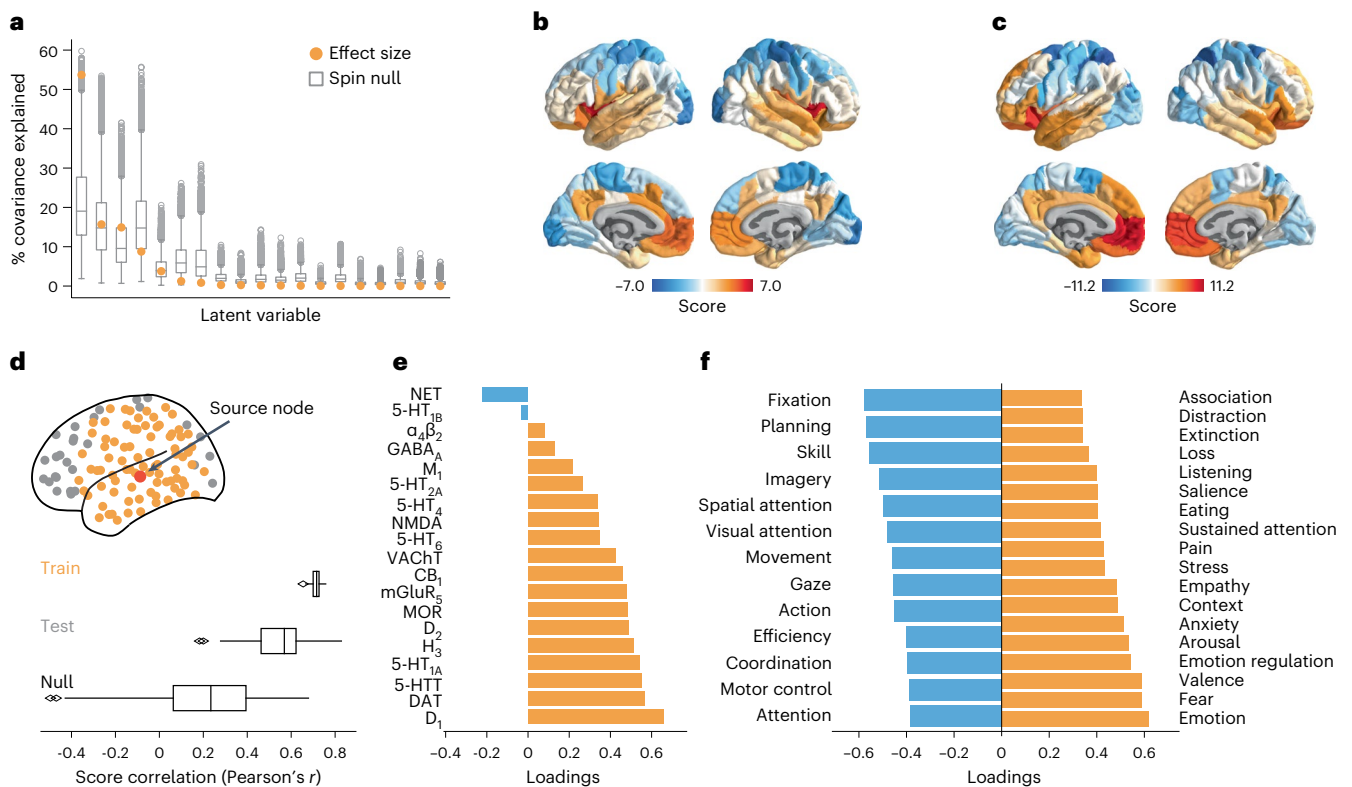 a
60
50
40
30
20
10
0
% covariance explained
Effect size
Spin null
Latent variable
b
−7.0
7.0
Score
c
−11.2
11.2
Score
d
Source node
Train
Test
Null
-0.4
-0.2
0
0.2
0.4
0.6
0.8
Score correlation (Pearson's r)
e
NET
5-HT1B
α4β2
GABAA
M1
5-HT2A
5-HT4
NMDA
5-HT6
VAChT
CB1
mGluR5
MOR
D2
H3
5-HT1A
5-HTT
DAT
D1
−0.4
−0.2
0
0.2
0.4
0.6
Loadings
f
Fixation
Planning
Skill
Imagery
Spatial attention
Visual attention
Movement
Gaze
Action
Efficiency
Coordination
Motor control
Attention
Association
Distraction
Extinction
Loss
Listening
Salience
Eating
Sustained attention
Pain
Stress
Empathy
Context
Anxiety
Arousal
Emotion regulation
Valence
Fear
Emotion
−0.6
−0.4
−0.2
0
0.2
0.4
0.6
Loadings